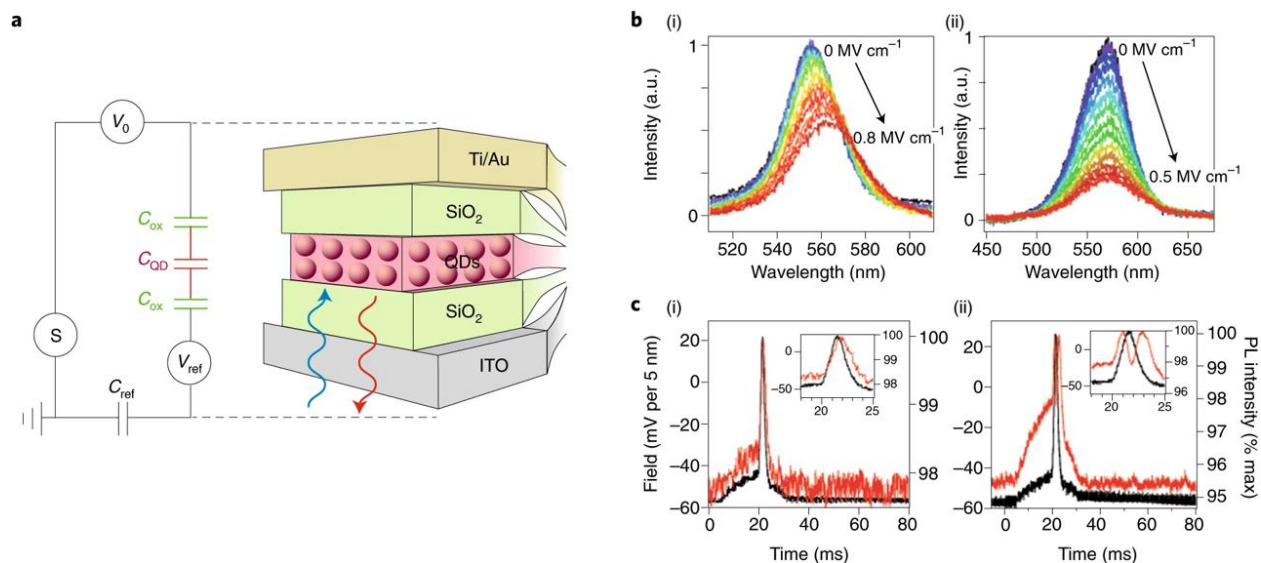 a
V0
Cox
CQD
Cox
S
Vref
Cref
Ti/Au
SiO2
QDs
SiO2
ITO
b
(i)
Intensity (a.u.)
1
0
0 MV cm−1
0.8 MV cm−1
520 540 560 580 600
Wavelength (nm)
(ii)
Intensity (a.u.)
1
0
0 MV cm−1
0.5 MV cm−1
450 500 550 600 650
Wavelength (nm)
c
(i)
Field (mV per 5 nm)
20
0
−20
−40
−60
100
99
98
0
−50
100
99
98
20 25
0 20 40 60 80
Time (ms)
(ii)
20
0
−20
−40
−60
100
99
98
97
96
95
0
−50
100
98
96
20 25
0 20 40 60 80
Time (ms)
PL intensity (% max)